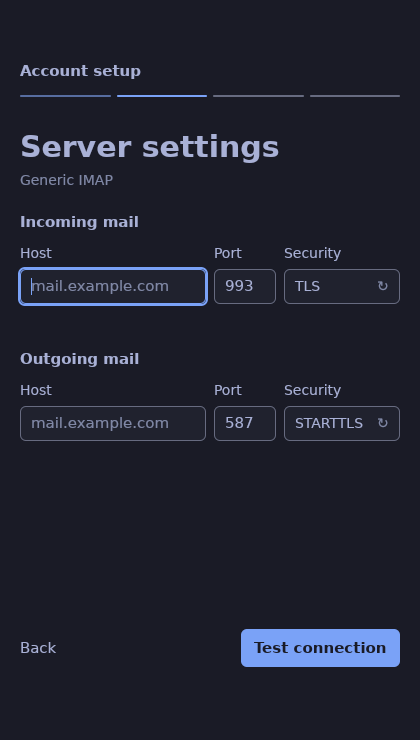 Account setup
Server settings
Generic IMAP
Incoming mail
Host Port Security
mail.example.com 993 TLS ↻
Outgoing mail
Host Port Security
mail.example.com 587 STARTTLS ↻
Back Test connection